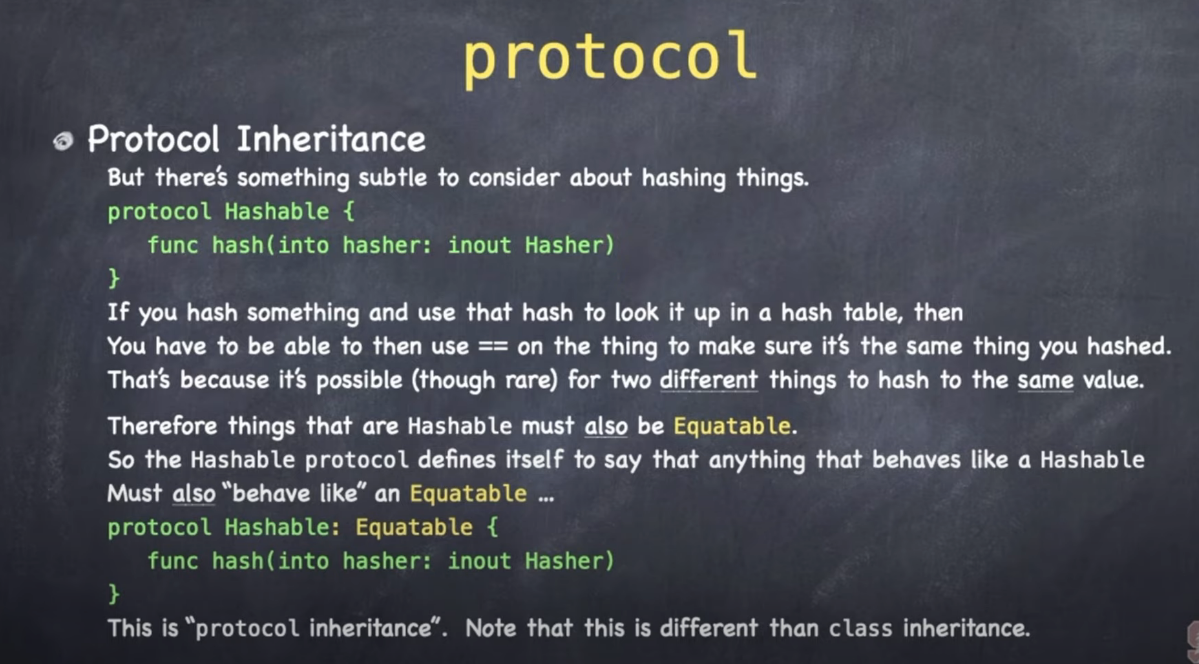 protocol
Protocol Inheritance
But there's something subtle to consider about hashing things.
protocol Hashable {
func hash(into hasher: inout Hasher)
}
If you hash something and use that hash to look it up in a hash table, then
You have to be able to then use == on the thing to make sure it's the same thing you hashed.
That's because it's possible (though rare) for two different things to hash to the same value.
Therefore things that are Hashable must also be Equatable.
So the Hashable protocol defines itself to say that anything that behaves like a Hashable
Must also "behave like" an Equatable ...
protocol Hashable: Equatable {
func hash(into hasher: inout Hasher)
}
This is "protocol inheritance". Note that this is different than class inheritance.